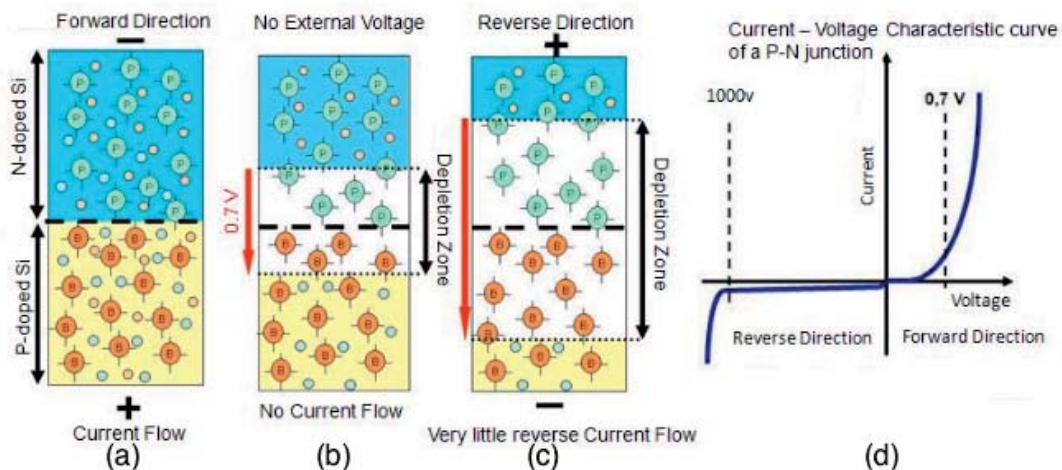 Forward Direction
−
N-doped Si
P-doped Si
P
B
+
Current Flow
(a)
No External Voltage
0.7 V
Depletion Zone
P
B
No Current Flow
(b)
Reverse Direction
+
Depletion Zone
P
B
−
Very little reverse Current Flow
(c)
Current – Voltage Characteristic curve
of a P-N junction
1000v
0,7 V
Current
Voltage
Reverse Direction
Forward Direction
(d)